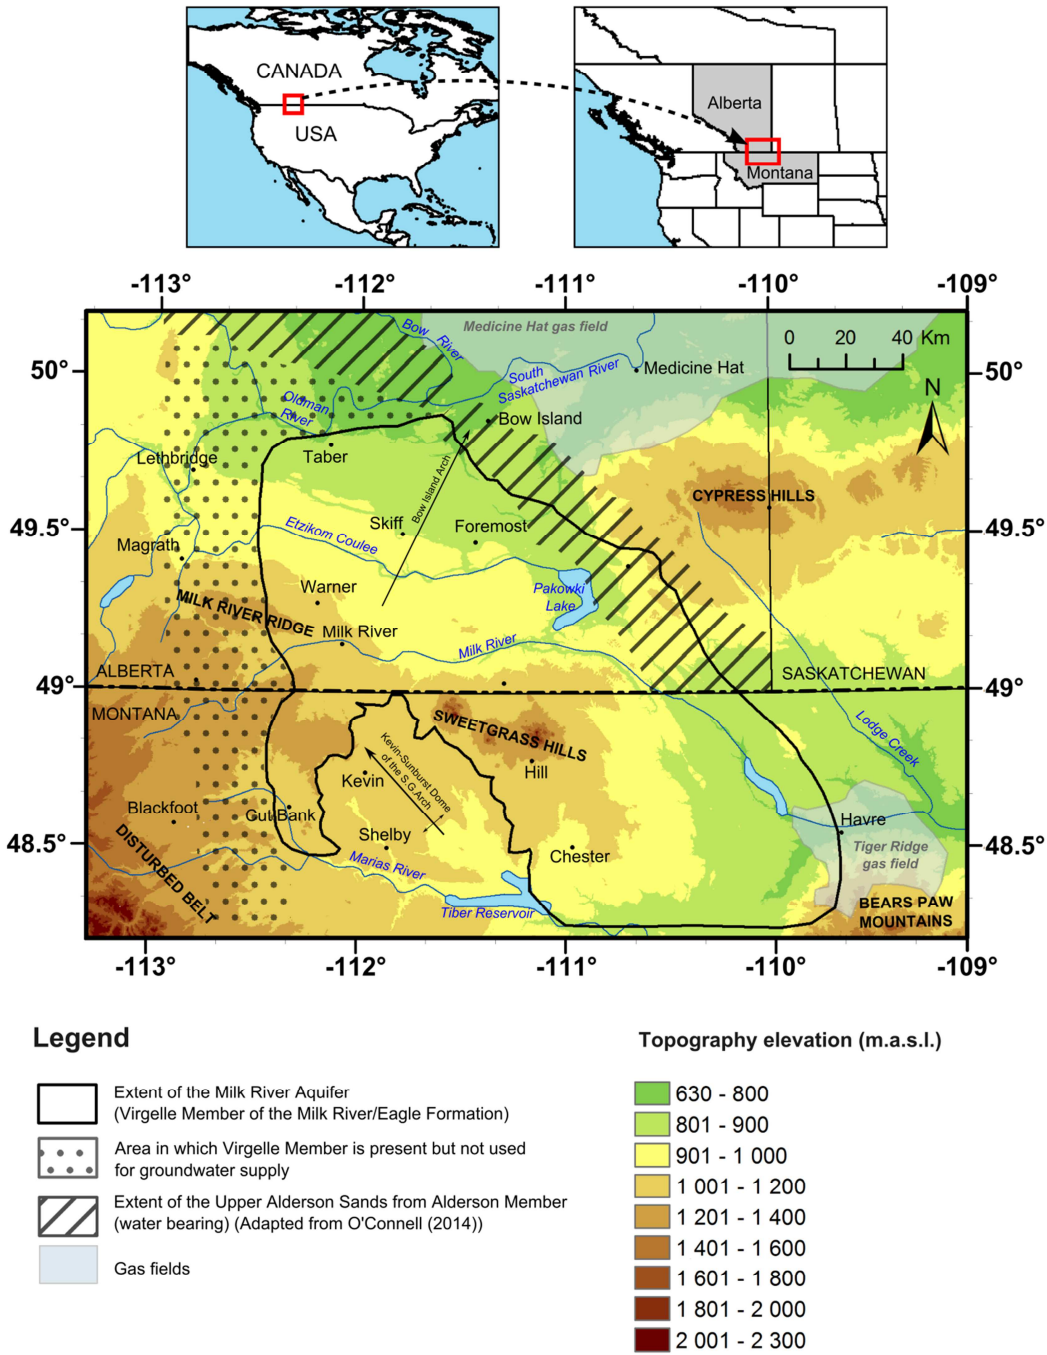 CANADA
USA
Alberta
Montana
-113°
-112°
-111°
-110°
-109°
Bow River
Medicine Hat gas field
0 20 40 Km
50°
50°
South
Saskatchewan River
Medicine Hat
N
Oldman
River
Bow Island
Lethbridge
Taber
Bow Island Arch
CYPRESS HILLS
49.5°
49.5°
Etzikom Coulee
Skiff
Foremost
Magrath
Warner
Pakowki
Lake
MILK RIVER RIDGE
Milk River
Milk River
ALBERTA
SASKATCHEWAN
49°
49°
MONTANA
SWEETGRASS HILLS
Lodge Creek
Kevin-Sunburst Dome
of the S.G.Arch
Kevin
Hill
Blackfoot
Cut Bank
Havre
Shelby
48.5°
48.5°
Chester
Tiger Ridge
gas field
DISTURBED BELT
Marias River
Tiber Reservoir
BEARS PAW
MOUNTAINS
-113°
-112°
-111°
-110°
-109°
Legend
Extent of the Milk River Aquifer
(Virgelle Member of the Milk River/Eagle Formation)
Area in which Virgelle Member is present but not used
for groundwater supply
Extent of the Upper Alderson Sands from Alderson Member
(water bearing) (Adapted from O'Connell (2014))
Gas fields
Topography elevation (m.a.s.l.)
630 - 800
801 - 900
901 - 1 000
1 001 - 1 200
1 201 - 1 400
1 401 - 1 600
1 601 - 1 800
1 801 - 2 000
2 001 - 2 300